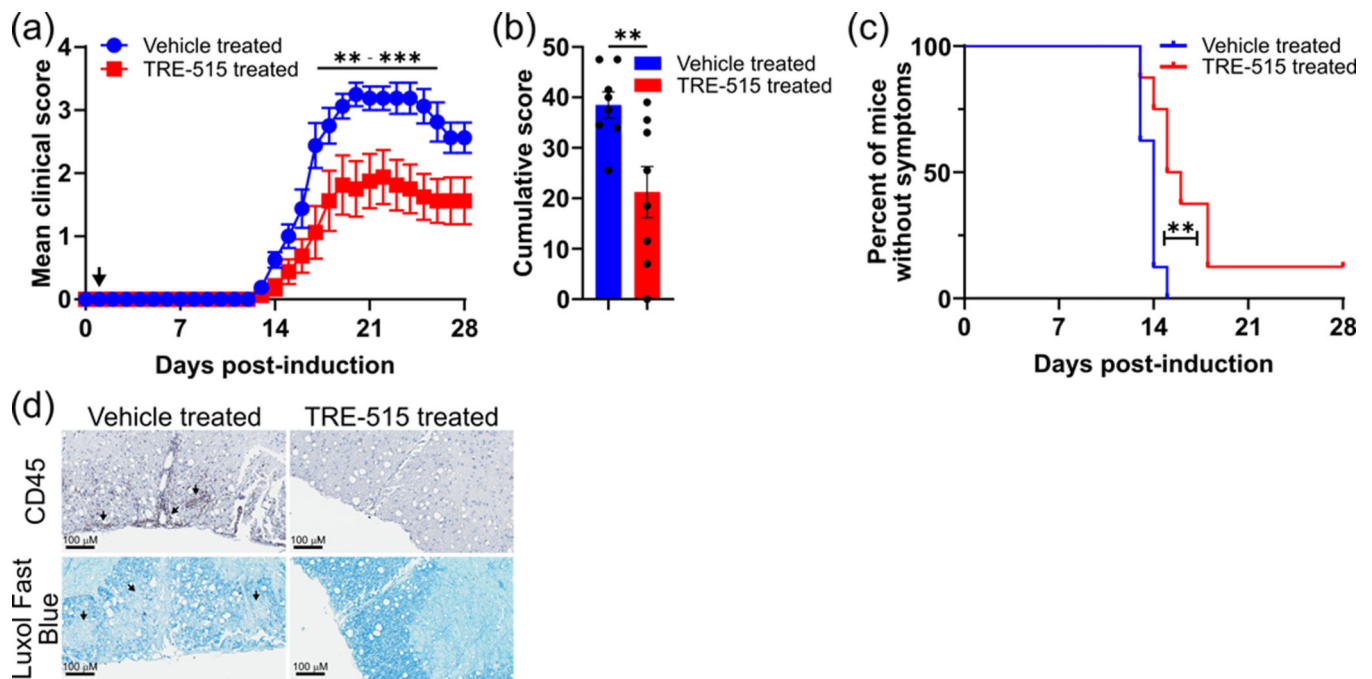 (a)
Vehicle treated
TRE-515 treated
** - ***
Mean clinical score
4
3
2
1
0
0 7 14 21 28
Days post-induction
(b)
**
Vehicle treated
TRE-515 treated
Cumulative score
50
40
30
20
10
0
(c)
Vehicle treated
TRE-515 treated
Percent of mice
without symptoms
100
50
0
**
0 7 14 21 28
Days post-induction
(d)
Vehicle treated TRE-515 treated
CD45
100 µM 100 µM
Luxol Fast
Blue
100 µM 100 µM